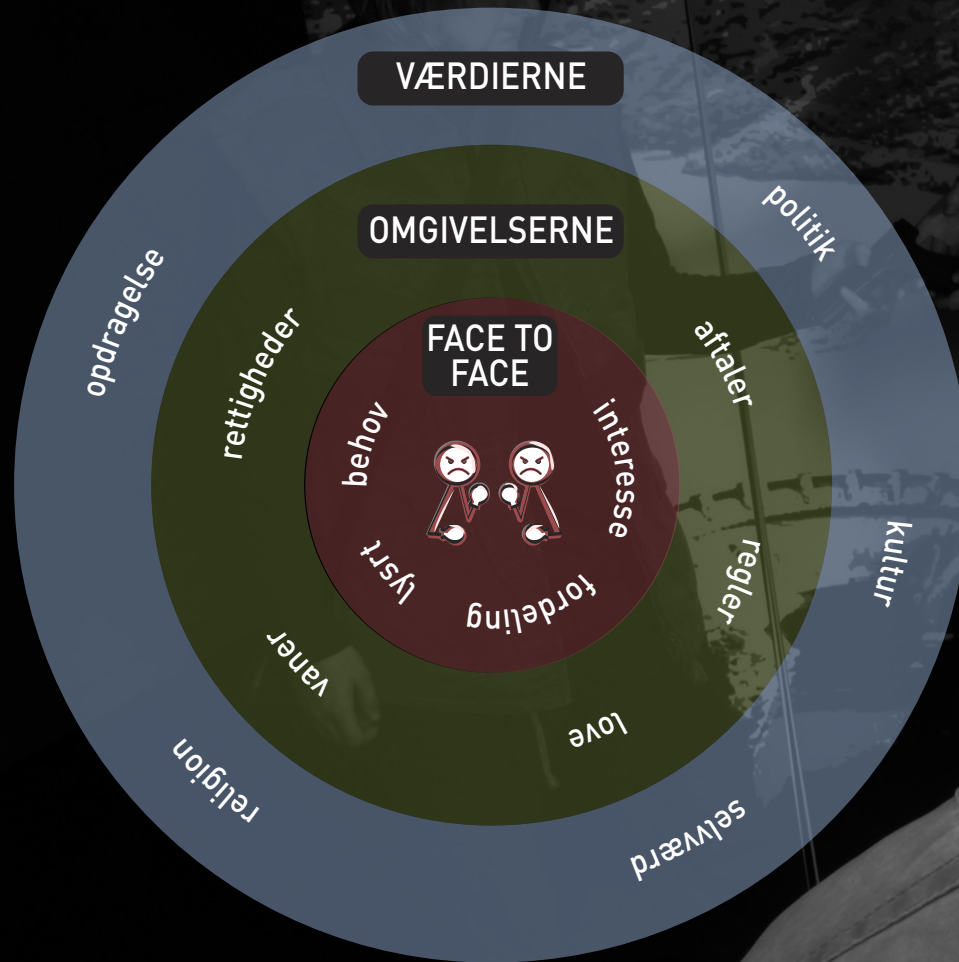 VÆRDIERNE
politik
opdragelse
kultur
religion
selvværd
OMGIVELSERNE
rettigheder
aftaler
regler
vaner
love
FACE TO
FACE
behov
interesse
lysrt
fordeling